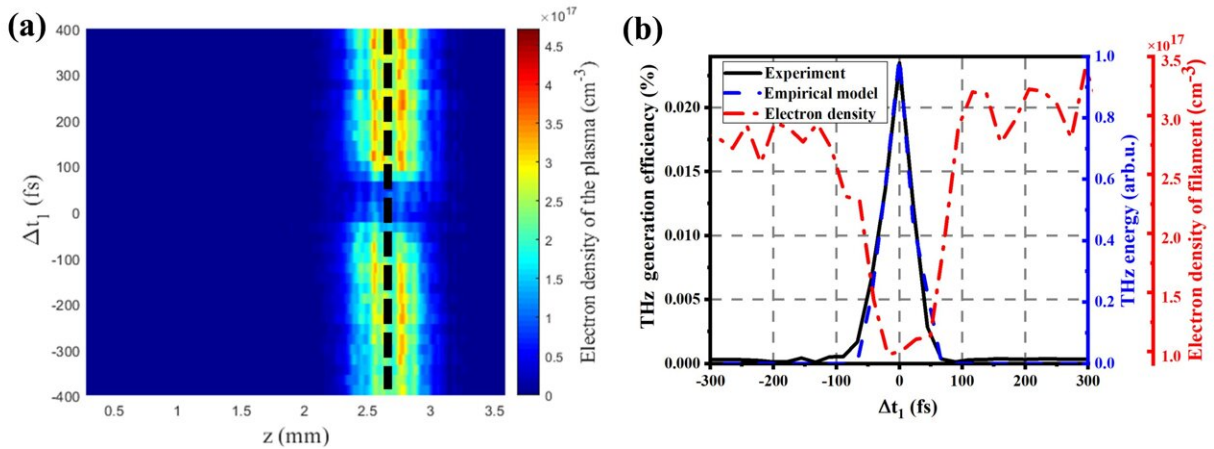 (a)
×10^17
400
300
200
100
0
-100
-200
-300
-400
Δt₁ (fs)
0.5 1 1.5 2 2.5 3 3.5
z (mm)
4.5
4
3.5
3
2.5
2
1.5
1
0.5
0
Electron density of the plasma (cm⁻³)
(b)
Experiment
Empirical model
Electron density
0.020
0.015
0.010
0.005
0.000
THz generation efficiency (%)
-300 -200 -100 0 100 200 300
Δt₁ (fs)
1.0
0.8
0.6
0.4
0.2
0.0
THz energy (arb.u.)
×10^17
3.5
3.0
2.5
2.0
1.5
1.0
Electron density of filament (cm⁻³)